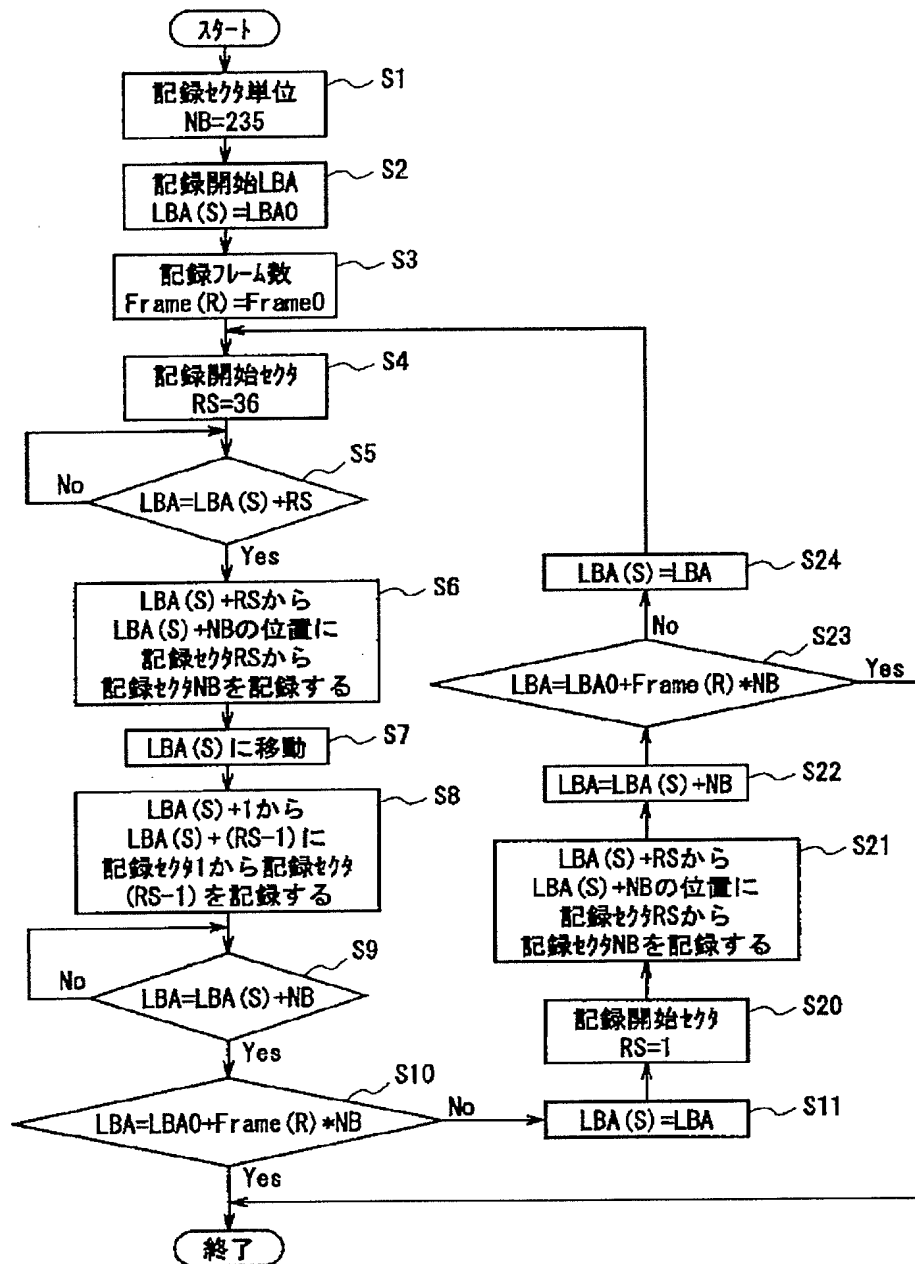 スタート
記録セクタ単位
NB=235
S1
記録開始LBA
LBA(S)=LBA0
S2
記録フレーム数
Frame(R)=Frame0
S3
記録開始セクタ
RS=36
S4
LBA=LBA(S)+RS
S5
No
Yes
LBA(S)+RSから
LBA(S)+NBの位置に
記録セクタRSから
記録セクタNBを記録する
S6
LBA(S)に移動
S7
LBA(S)+1から
LBA(S)+(RS-1)に
記録セクタ1から記録セクタ
(RS-1)を記録する
S8
LBA=LBA(S)+NB
S9
No
Yes
LBA=LBA0+Frame(R)*NB
S10
No
Yes
終了
LBA(S)=LBA
S11
記録開始セクタ
RS=1
S20
LBA(S)+RSから
LBA(S)+NBの位置に
記録セクタRSから
記録セクタNBを記録する
S21
LBA=LBA(S)+NB
S22
LBA=LBA0+Frame(R)*NB
S23
Yes
No
LBA(S)=LBA
S24